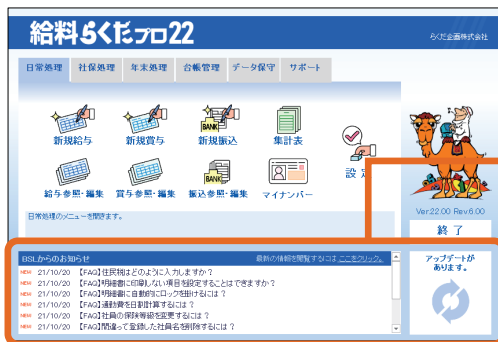 給料らくだプロ22
らくだ企画株式会社
日常処理 社保処理 年末処理 台帳管理 データ保守 サポート
新規給与 新規賞与 新規振込 集計表
BANK
設定
給与参照・編集 賞与参照・編集 振込参照・編集 マイナンバー
BANK
日常処理のメニューを開きます。
Ver.22.00 Rev.6.00
終了
BSLからのお知らせ 最新の情報を閲覧するには ここをクリック。
NEW 21/10/20 【FAQ】住民税はどのように入力しますか?
NEW 21/10/20 【FAQ】明細書に印刷しない項目を設定することはできますか?
NEW 21/10/20 【FAQ】明細書に自動的にロックを掛けるには?
NEW 21/10/20 【FAQ】通勤費を日割計算するには?
NEW 21/10/20 【FAQ】社員の保険等級を変更するには?
NEW 21/10/20 【FAQ】間違って登録した社員名を削除するには?
アップデートが
あります。